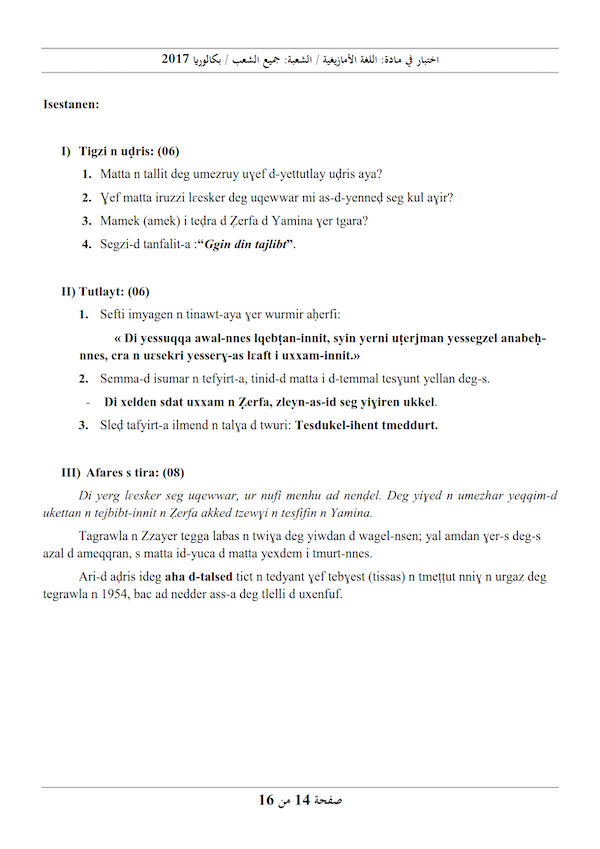 اختبار في مادة: اللغة الأمازيغية / الشعبة: جميع الشعب / بكالوريا 2017
Isestanen:
I) Tigzi n uḍris: (06)
1. Matta n tallit deg umezruy uɣef d-yettutlay uḍris aya?
2. Ɣef matta iruzzi lɛesker deg uqewwar mi as-d-yenneḍ seg kul aɣir?
3. Mamek (amek) i teḍra d Ẓerfa d Yamina ɣer tgara?
4. Segzi-d tanfalit-a :“Ggin din tajlibt”.
II) Tutlayt: (06)
1. Sefti imyagen n tinawt-aya ɣer wurmir aḥerfi:
« Di yessuqqa awal-nnes lqebṭan-innit, syin yerni uṭerjman yessegzel anabeḥ-
nnes, cra n uɛsekri yesserɣ-as lɛaft i uxxam-innit.»
2. Semma-d isumar n tefyirt-a, tinid-d matta i d-temmal tesɣunt yellan deg-s.
- Di xelden sdat uxxam n Ẓerfa, zleyn-as-id seg yiɣiren ukkel.
3. Sleḍ tafyirt-a ilmend n talɣa d twuri: Tesdukel-ihent tmeddurt.
III) Afares s tira: (08)
Di yerg lɛesker seg uqewwar, ur nufi menhu ad nenḍel. Deg yiɣed n umezhar yeqqim-d
ukettan n tejbibt-innit n Ẓerfa akked tzewɣi n tesfifin n Yamina.
Tagrawla n Zzayer tegga labas n twiɣa deg yiwdan d wagel-nsen; yal amdan ɣer-s deg-s
azal d ameqqran, s matta id-yuca d matta yexdem i tmurt-nnes.
Ari-d aḍris ideg aha d-talsed tict n tedyant ɣef tebɣest (tissas) n tmeṭṭut nniɣ n urgaz deg
tegrawla n 1954, bac ad nedder ass-a deg tlelli d uxenfuf.
صفحة 14 من 16